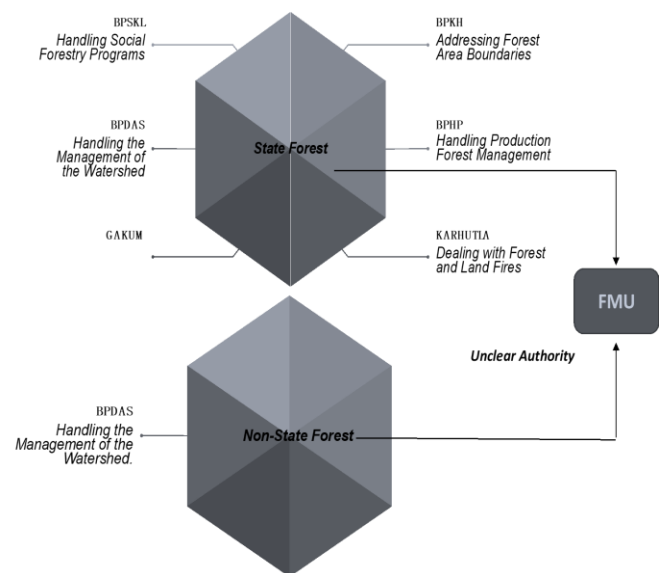 BPSKL
Handling Social
Forestry Programs
BPKH
Addressing Forest
Area Boundaries
BPDAS
Handling the
Management of
the Watershed
State Forest
BPHP
Handling Production
Forest Management
GAKUM
KARHUTLA
Dealing with Forest
and Land Fires
FMU
Unclear Authority
BPDAS
Handling the
Management of the
Watershed.
Non-State Forest